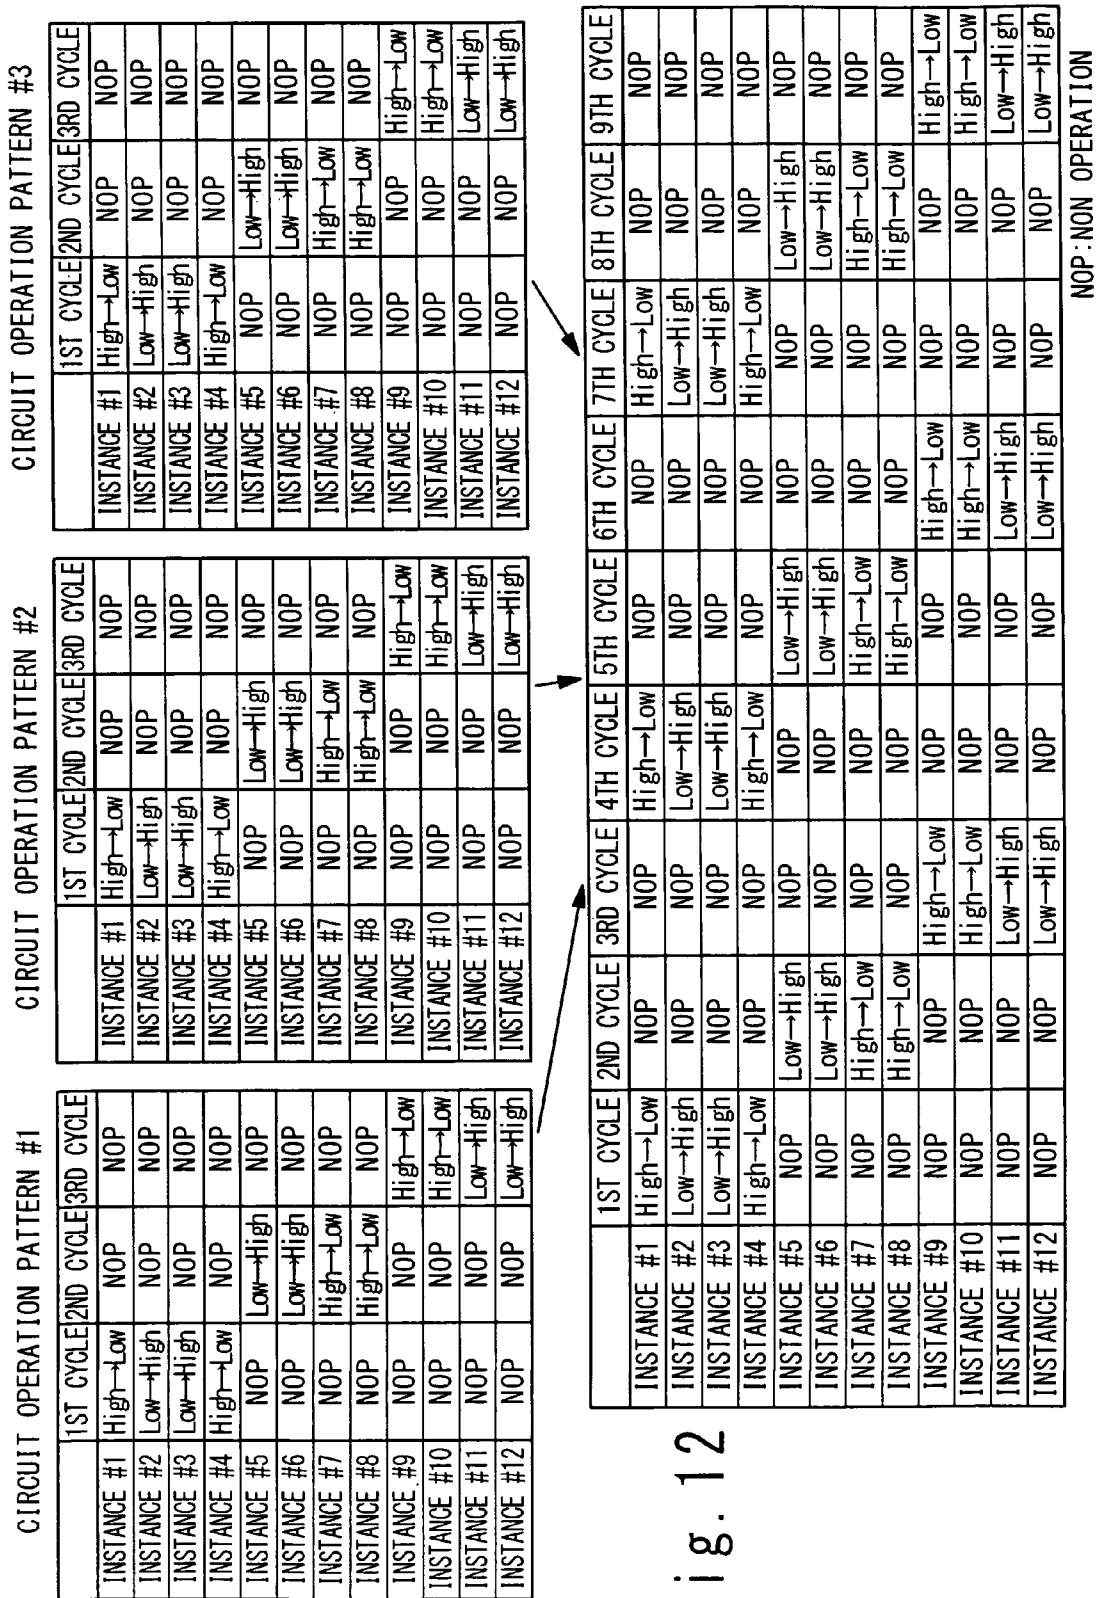 CIRCUIT OPERATION PATTERN #1
1ST CYCLE 2ND CYCLE 3RD CYCLE
INSTANCE #1 High→Low NOP NOP
INSTANCE #2 Low→High NOP NOP
INSTANCE #3 Low→High NOP NOP
INSTANCE #4 High→Low NOP NOP
INSTANCE #5 NOP Low→High NOP
INSTANCE #6 NOP Low→High NOP
INSTANCE #7 NOP High→Low NOP
INSTANCE #8 NOP High→Low NOP
INSTANCE #9 NOP NOP High→Low
INSTANCE #10 NOP NOP High→Low
INSTANCE #11 NOP NOP Low→High
INSTANCE #12 NOP NOP Low→High
CIRCUIT OPERATION PATTERN #2
1ST CYCLE 2ND CYCLE 3RD CYCLE
INSTANCE #1 High→Low NOP NOP
INSTANCE #2 Low→High NOP NOP
INSTANCE #3 Low→High NOP NOP
INSTANCE #4 High→Low NOP NOP
INSTANCE #5 NOP Low→High NOP
INSTANCE #6 NOP Low→High NOP
INSTANCE #7 NOP High→Low NOP
INSTANCE #8 NOP High→Low NOP
INSTANCE #9 NOP NOP High→Low
INSTANCE #10 NOP NOP High→Low
INSTANCE #11 NOP NOP Low→High
INSTANCE #12 NOP NOP Low→High
CIRCUIT OPERATION PATTERN #3
1ST CYCLE 2ND CYCLE 3RD CYCLE
INSTANCE #1 High→Low NOP NOP
INSTANCE #2 Low→High NOP NOP
INSTANCE #3 Low→High NOP NOP
INSTANCE #4 High→Low NOP NOP
INSTANCE #5 NOP Low→High NOP
INSTANCE #6 NOP Low→High NOP
INSTANCE #7 NOP High→Low NOP
INSTANCE #8 NOP High→Low NOP
INSTANCE #9 NOP NOP High→Low
INSTANCE #10 NOP NOP High→Low
INSTANCE #11 NOP NOP Low→High
INSTANCE #12 NOP NOP Low→High
1ST CYCLE 2ND CYCLE 3RD CYCLE 4TH CYCLE 5TH CYCLE 6TH CYCLE 7TH CYCLE 8TH CYCLE 9TH CYCLE
INSTANCE #1 High→Low NOP NOP High→Low NOP NOP High→Low NOP NOP
INSTANCE #2 Low→High NOP NOP Low→High NOP NOP Low→High NOP NOP
INSTANCE #3 Low→High NOP NOP Low→High NOP NOP Low→High NOP NOP
INSTANCE #4 High→Low NOP NOP High→Low NOP NOP High→Low NOP NOP
INSTANCE #5 NOP Low→High NOP NOP Low→High NOP NOP Low→High NOP
INSTANCE #6 NOP Low→High NOP NOP Low→High NOP NOP Low→High NOP
INSTANCE #7 NOP High→Low NOP NOP High→Low NOP NOP High→Low NOP
INSTANCE #8 NOP High→Low NOP NOP High→Low NOP NOP High→Low NOP
INSTANCE #9 NOP NOP High→Low NOP NOP High→Low NOP NOP High→Low
INSTANCE #10 NOP NOP High→Low NOP NOP High→Low NOP NOP High→Low
INSTANCE #11 NOP NOP Low→High NOP NOP Low→High NOP NOP Low→High
INSTANCE #12 NOP NOP Low→High NOP NOP Low→High NOP NOP Low→High
NOP:NON OPERATION
ig. 12